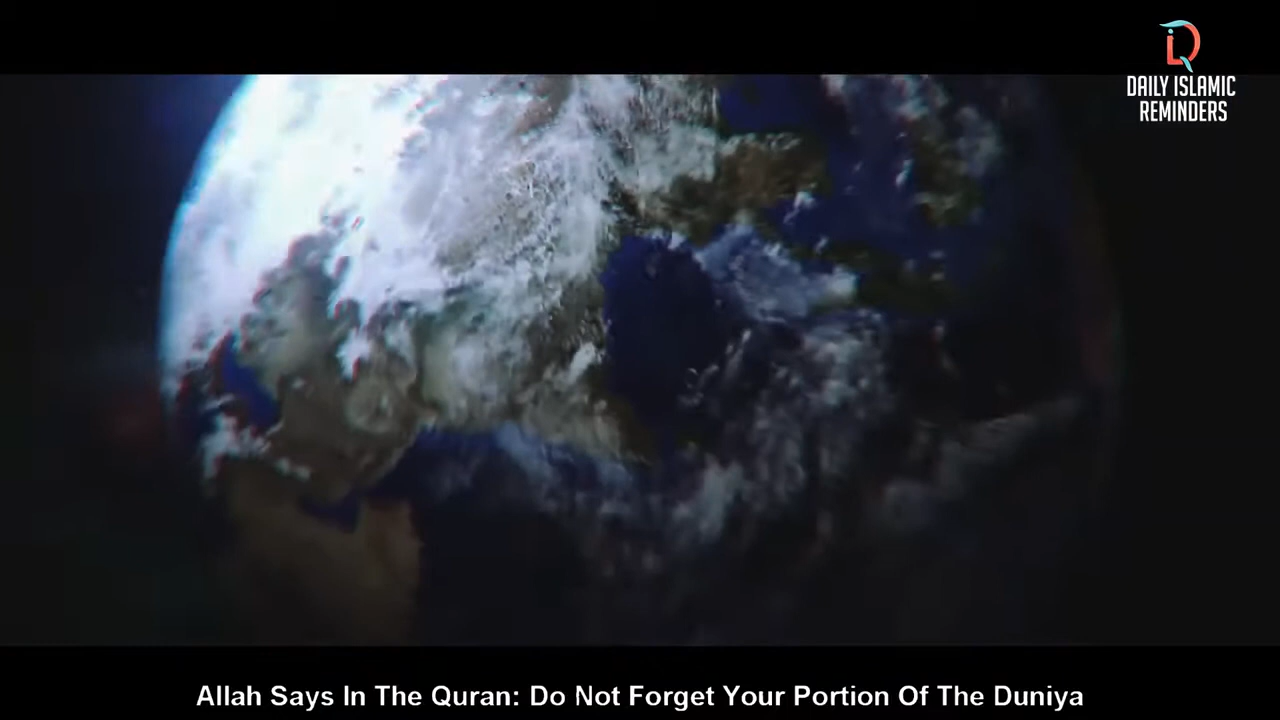 DAILY ISLAMIC
REMINDERS
Allah Says In The Quran: Do Not Forget Your Portion Of The Duniya